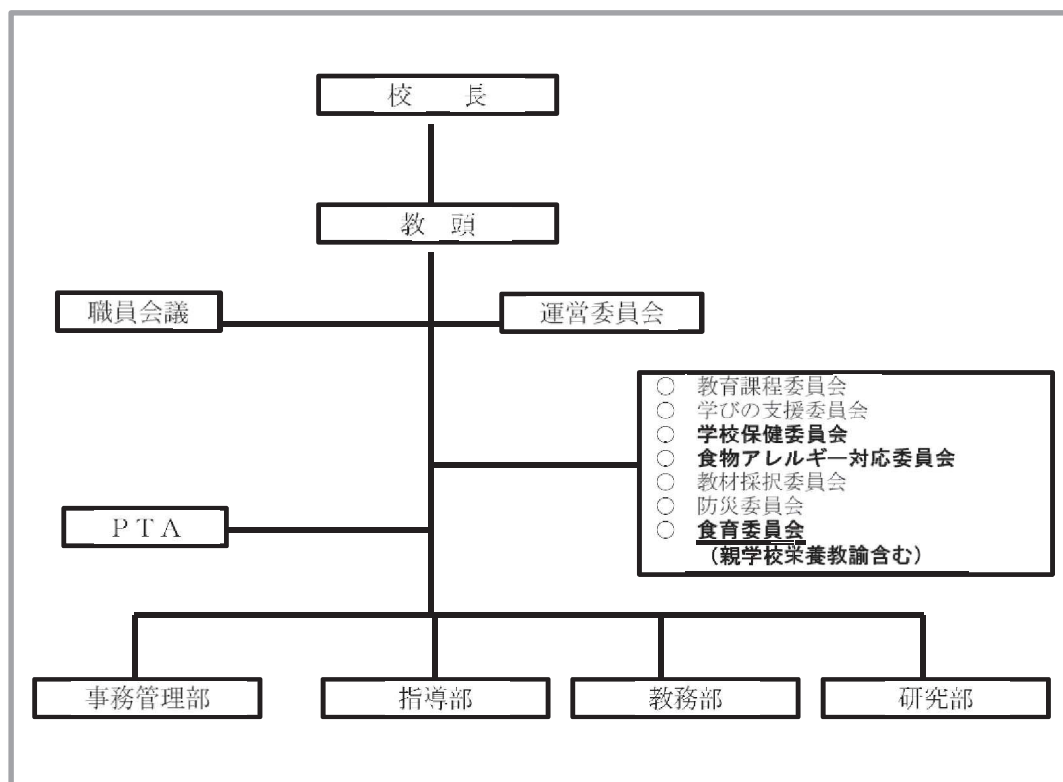 校　　長
教　頭
職員会議
運営委員会
○　教育課程委員会
○　学びの支援委員会
○　学校保健委員会
○　食物アレルギー対応委員会
○　教材採択委員会
○　防災委員会
○　食育委員会
（親学校栄養教諭含む）
ＰＴＡ
事務管理部
指導部
教務部
研究部